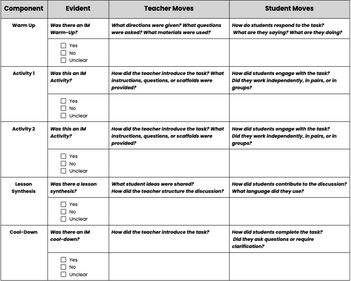 Component Evident Teacher Moves Student Moves
Warm Up
Was there an IM
Warm-Up?
What directions were given? What questions
were asked? What materials were used?
How do students respond to the task?
What are they saying? What are they doing?
Yes
No
Unclear
Activity 1
Was this an IM
Activity?
How did the teacher introduce the task? What
instructions, questions, or scaffolds were
provided?
How did students engage with the task?
Did they work independently, in pairs, or in
groups?
Yes
No
Unclear
Activity 2
Was this an IM
Activity?
How did the teacher introduce the task? What
instructions, questions, or scaffolds were
provided?
How did students engage with the task?
Did they work independently, in pairs, or in
groups?
Yes
No
Unclear
Lesson
Synthesis
Was there a lesson
synthesis?
What student ideas were shared?
How did the teacher structure the discussion?
How did students contribute to the discussion?
What language did they use?
Yes
No
Unclear
Cool-Down
Was there an IM
cool-down?
How did the teacher introduce the task?
How did students complete the task?
Did they ask questions or require
clarification?
Yes
No
Unclear